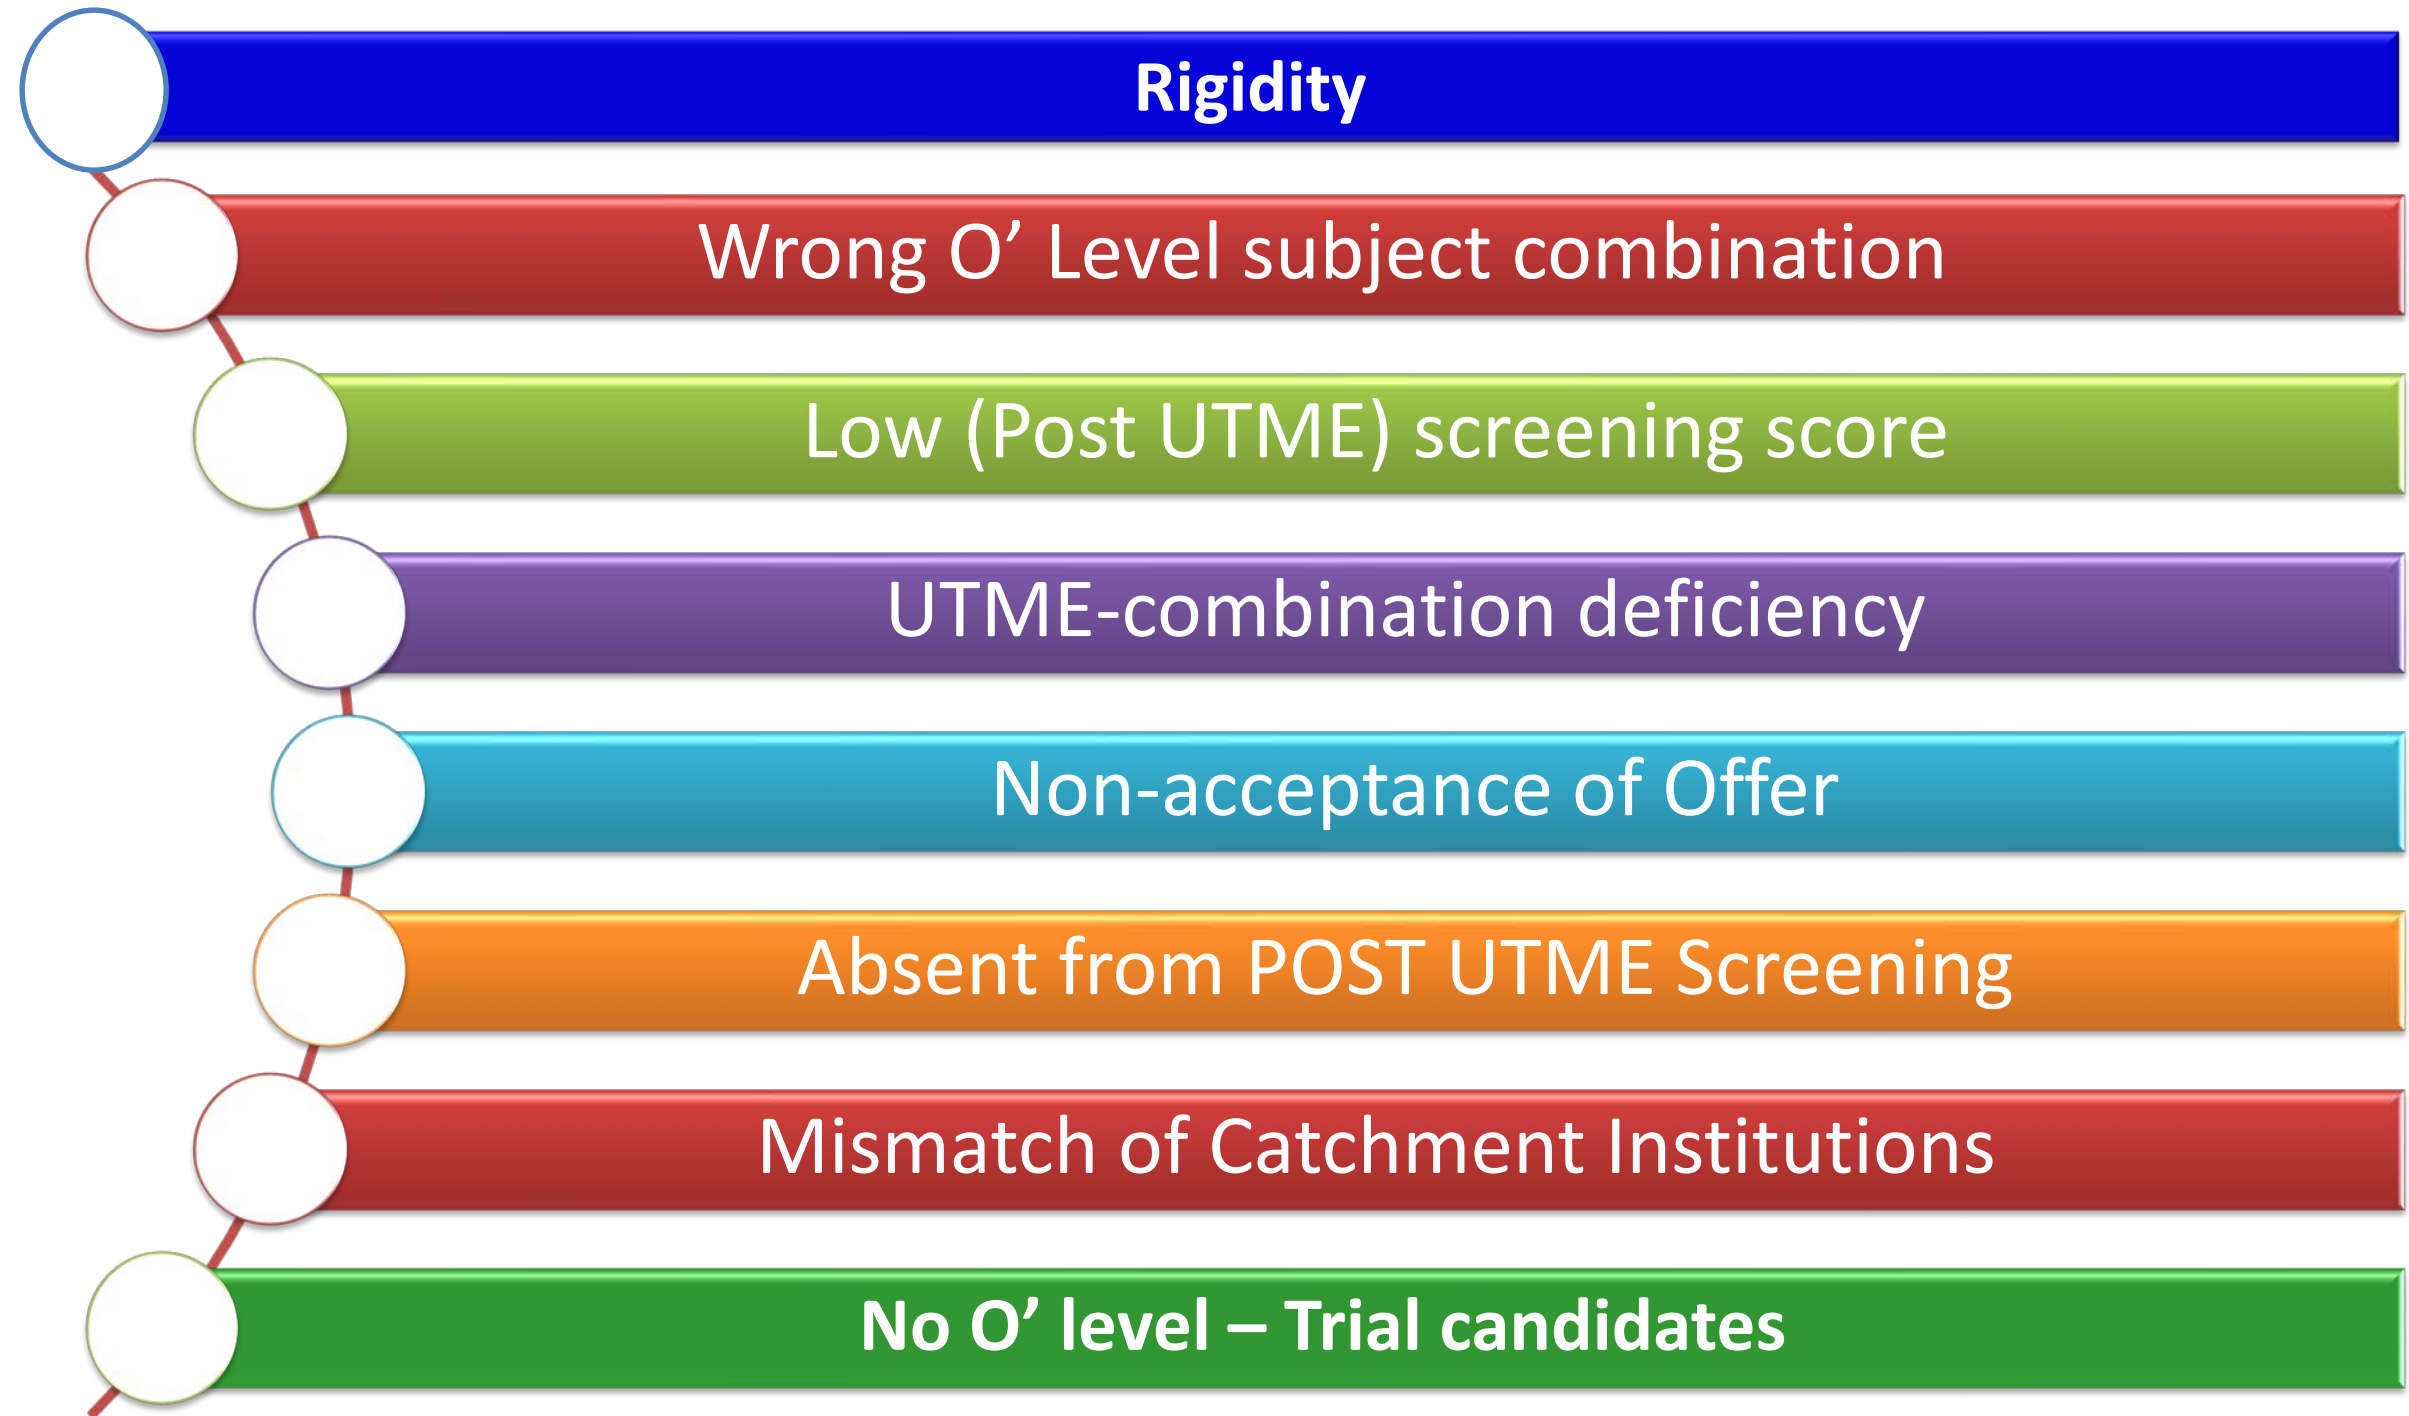 Rigidity
Wrong O’ Level subject combination
Low (Post UTME) screening score
UTME-combination deficiency
Non-acceptance of Offer
Absent from POST UTME Screening
Mismatch of Catchment Institutions
No O’ level – Trial candidates